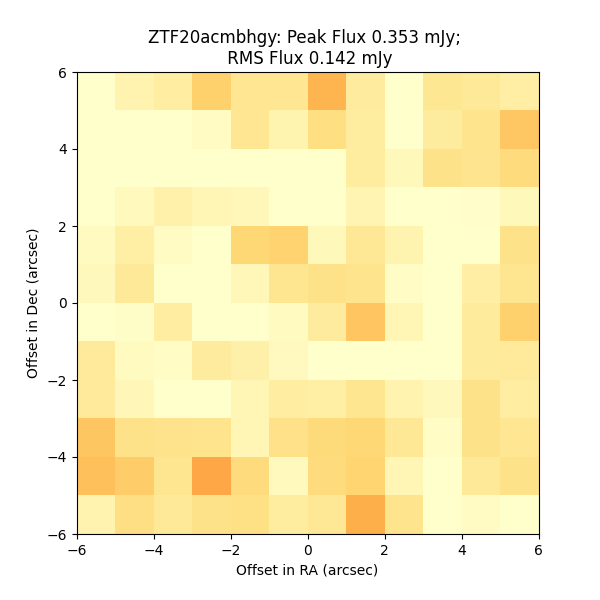 ZTF20acmbhgy: Peak Flux 0.353 mJy;
RMS Flux 0.142 mJy
6
4
2
0
−2
−4
−6
Offset in Dec (arcsec)
−6 −4 −2 0 2 4 6
Offset in RA (arcsec)